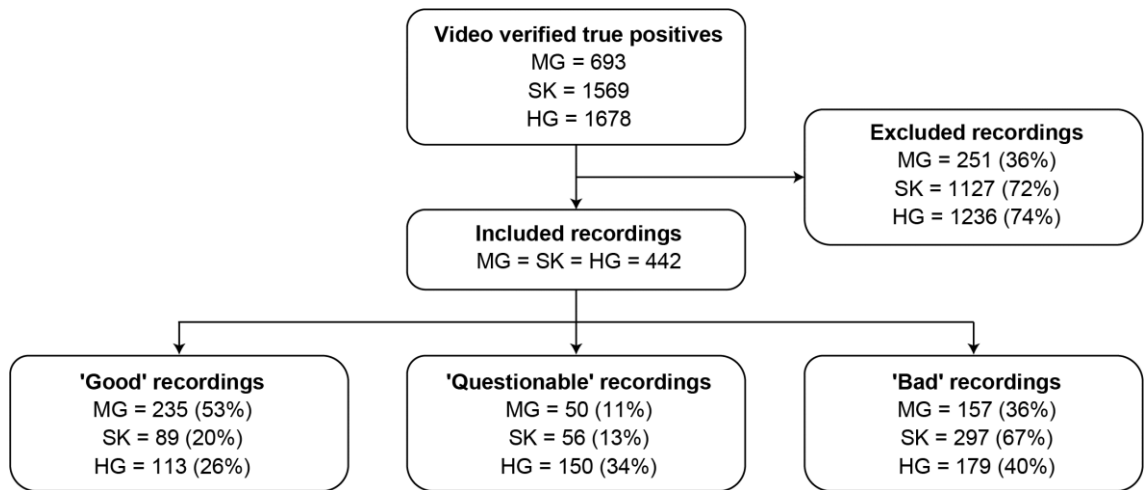 Video verified true positives
MG = 693
SK = 1569
HG = 1678
Excluded recordings
MG = 251 (36%)
SK = 1127 (72%)
HG = 1236 (74%)
Included recordings
MG = SK = HG = 442
'Good' recordings
MG = 235 (53%)
SK = 89 (20%)
HG = 113 (26%)
'Questionable' recordings
MG = 50 (11%)
SK = 56 (13%)
HG = 150 (34%)
'Bad' recordings
MG = 157 (36%)
SK = 297 (67%)
HG = 179 (40%)